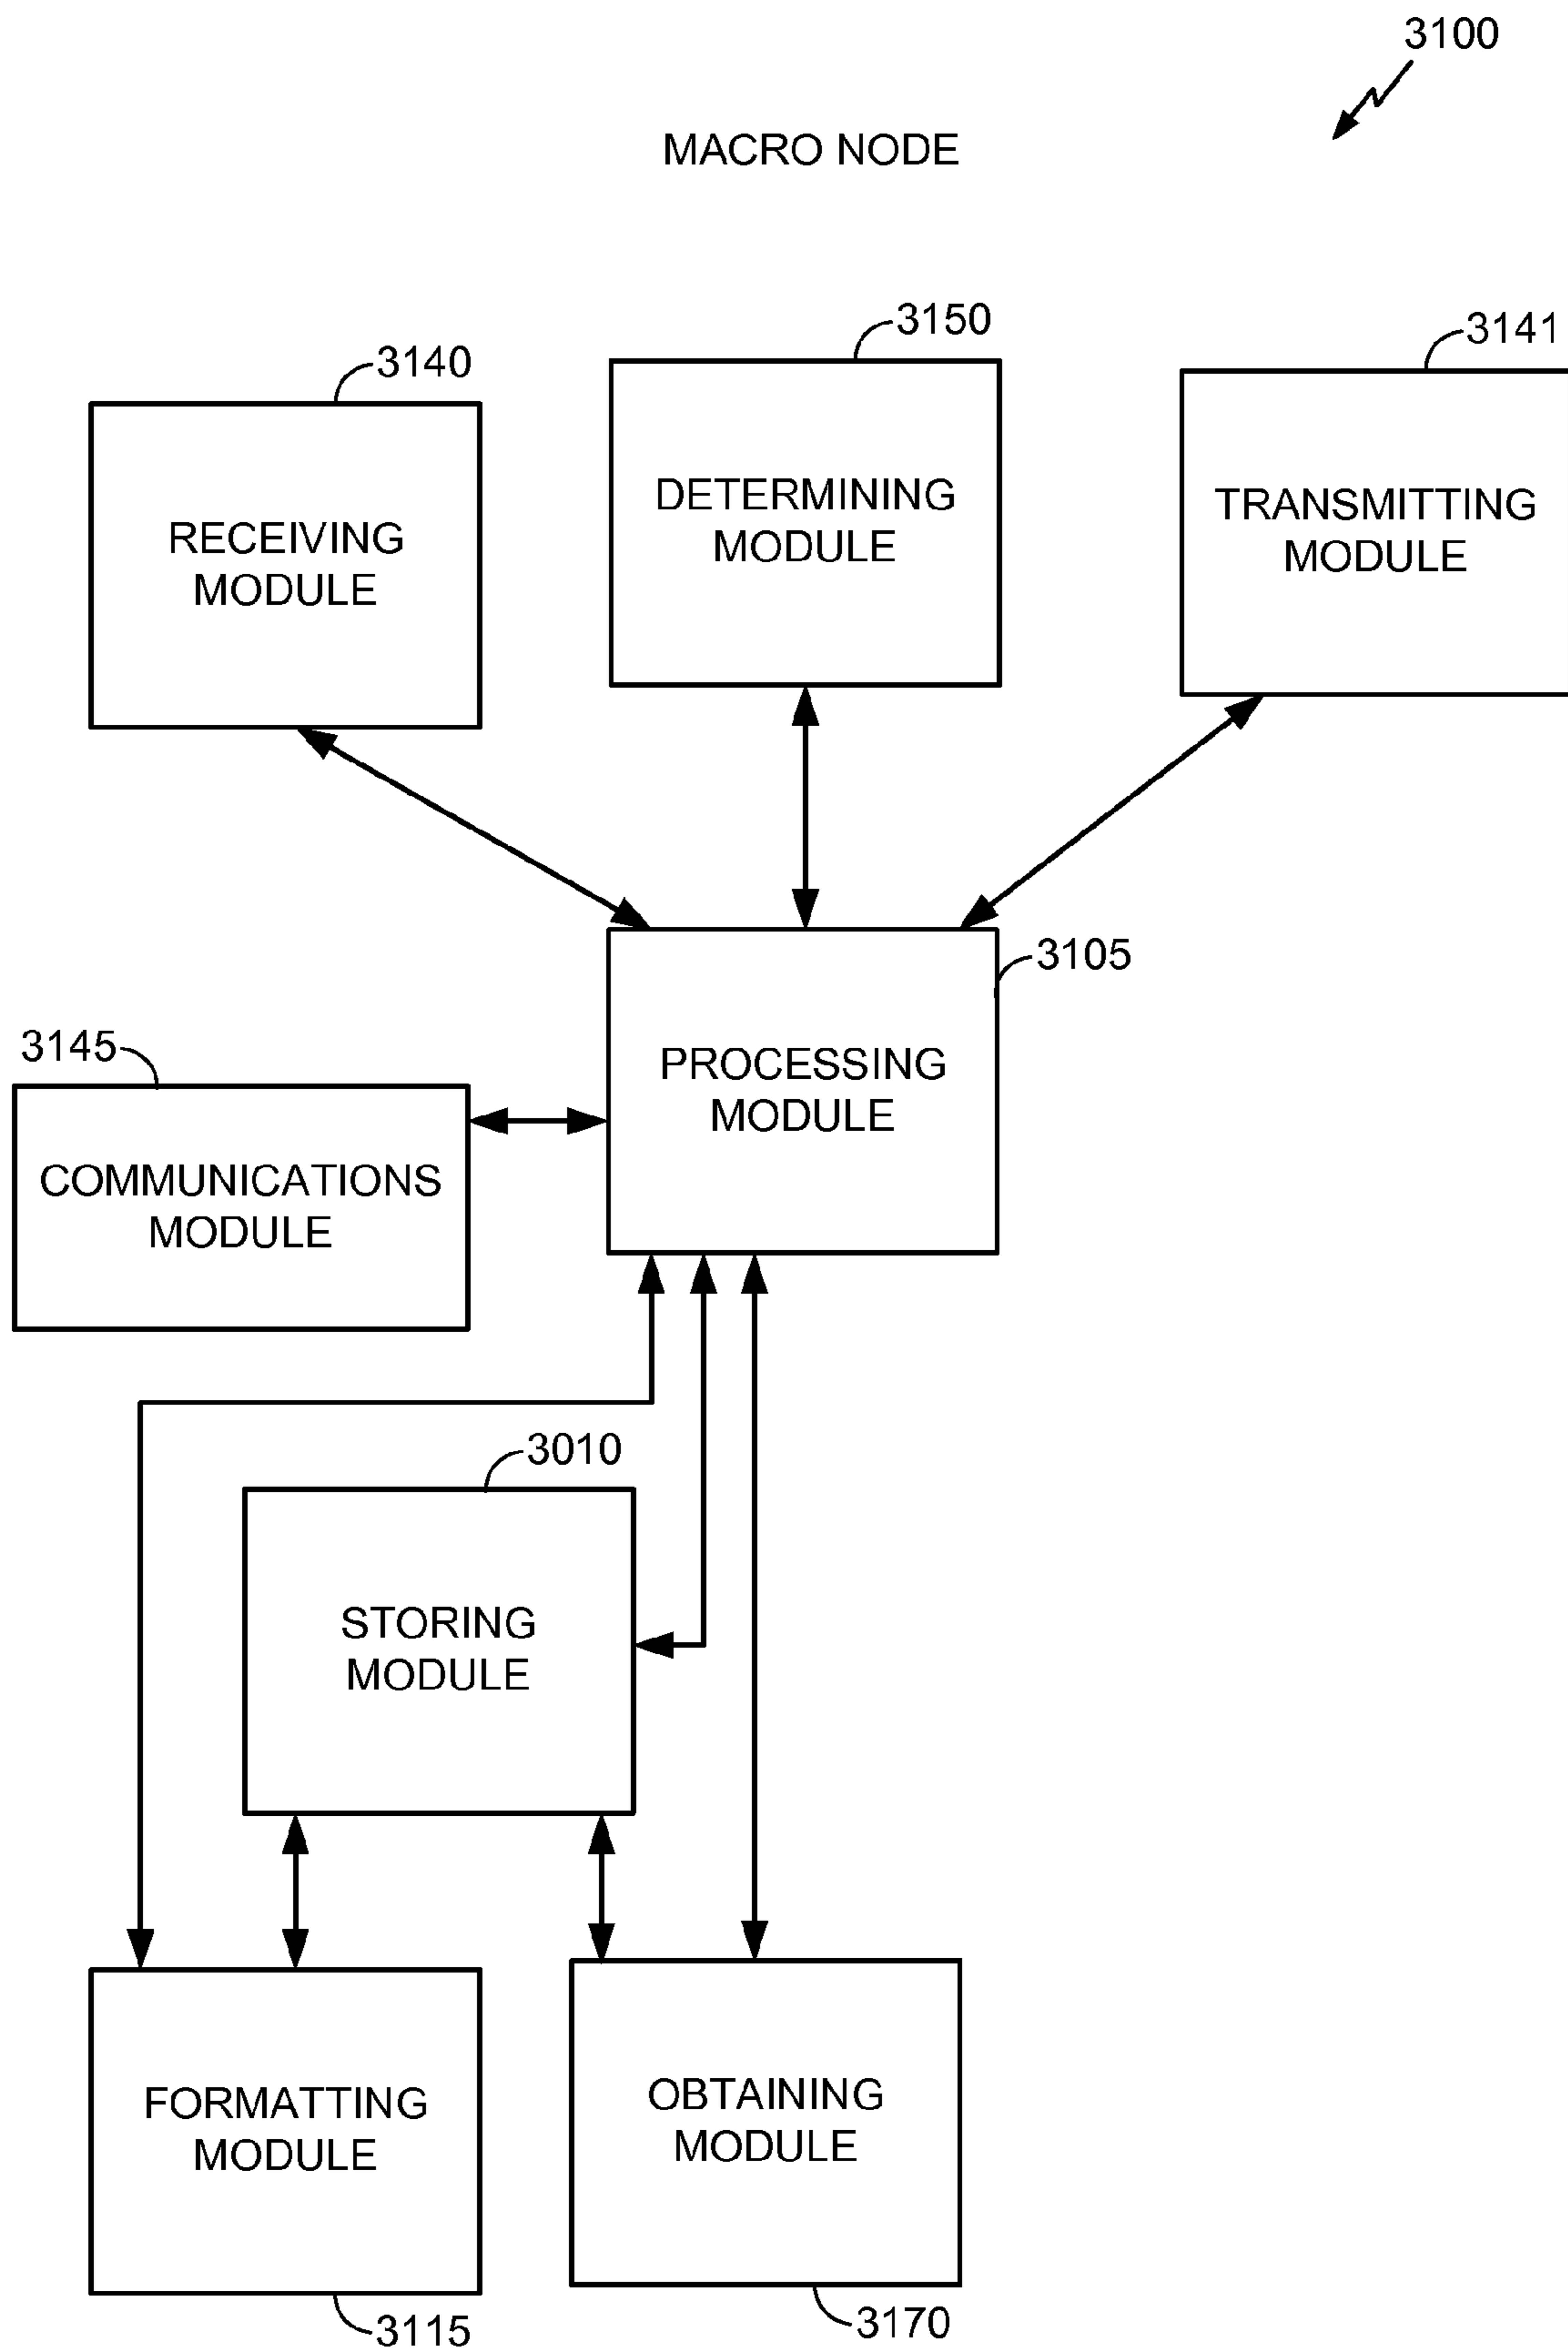 3100
MACRO NODE
3150
3141
3140
DETERMINING
MODULE
TRANSMITTING
MODULE
RECEIVING
MODULE
3105
3145
PROCESSING
MODULE
COMMUNICATIONS
MODULE
3010
STORING
MODULE
FORMATTING
MODULE
OBTAINING
MODULE
3115
3170